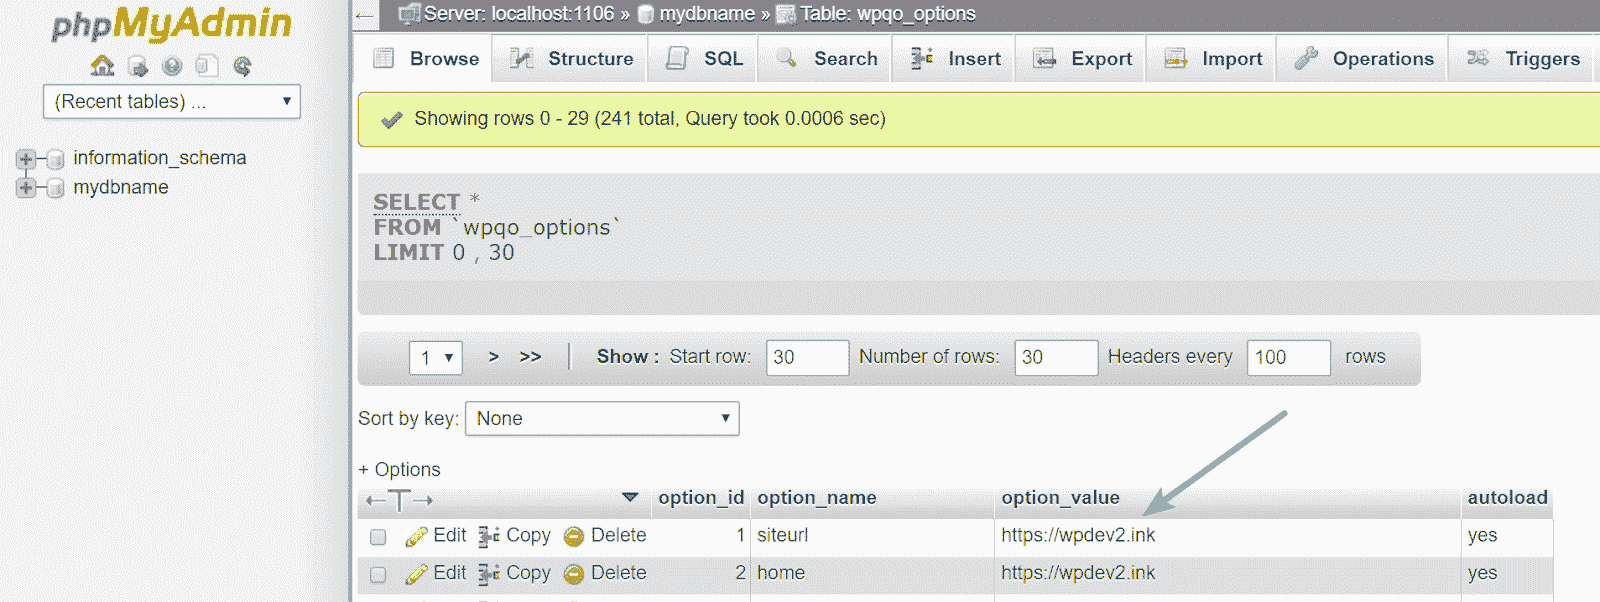 phpMyAdmin
(Recent tables) ...
information_schema
mydbname
Server: localhost:1106 » mydbname » Table: wpqo_options
Browse Structure SQL Search Insert Export Import Operations Triggers
Showing rows 0 - 29 (241 total, Query took 0.0006 sec)
SELECT *
FROM `wpqo_options`
LIMIT 0 , 30
1 > >> Show : Start row: 30 Number of rows: 30 Headers every 100 rows
Sort by key: None
+ Options
option_id option_name option_value autoload
Edit Copy Delete 1 siteurl https://wpdev2.ink yes
Edit Copy Delete 2 home https://wpdev2.ink yes